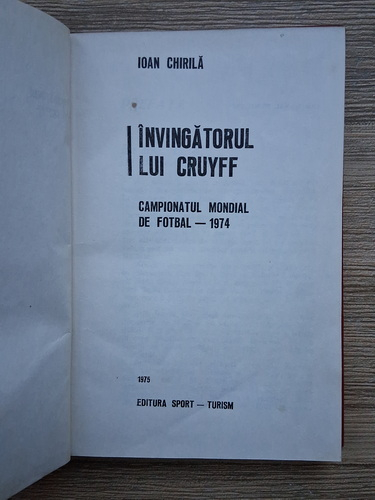 IOAN CHIRILĂ
ÎNVINGĂTORUL
LUI CRUYFF
CAMPIONATUL MONDIAL
DE FOTBAL — 1974
1975
EDITURA SPORT — TURISM